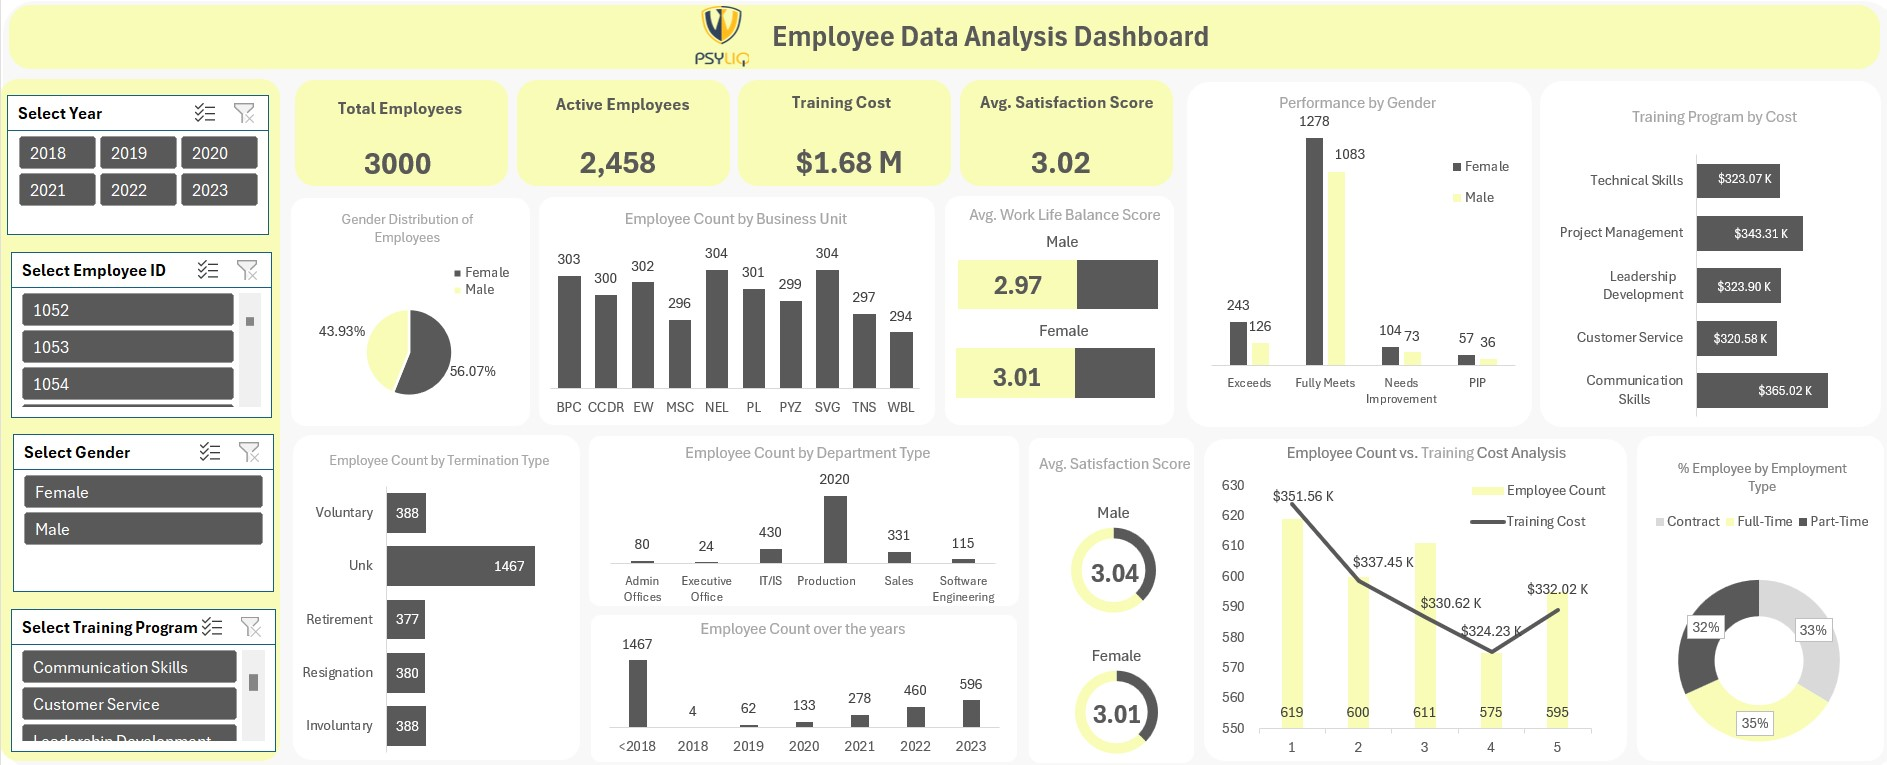 PSYLIQ
Employee Data Analysis Dashboard
Select Year
2018 2019 2020
2021 2022 2023
Select Employee ID
1052
1053
1054
Select Gender
Female
Male
Select Training Program
Communication Skills
Customer Service
Leadership Development
Total Employees
3000
Active Employees
2,458
Training Cost
$1.68 M
Avg. Satisfaction Score
3.02
Gender Distribution of
Employees
Female
Male
43.93%
56.07%
Employee Count by Business Unit
303 300 302 296 304 301 299 304 297 294
BPC CCDR EW MSC NEL PL PYZ SVG TNS WBL
Avg. Work Life Balance Score
Male
2.97
Female
3.01
Performance by Gender
1278
1083
Female
Male
243
126
104 73
57 36
Exceeds Fully Meets Needs PIP
Improvement
Training Program by Cost
Technical Skills $323.07 K
Project Management $343.31 K
Leadership
Development
$323.90 K
Customer Service $320.58 K
Communication
Skills
$365.02 K
Employee Count by Termination Type
Voluntary 388
Unk 1467
Retirement 377
Resignation 380
Involuntary 388
Employee Count by Department Type
80 24 430 2020 331 115
Admin Executive IT/IS Production Sales Software
Offices Office Engineering
Employee Count over the years
1467 4 62 133 278 460 596
<2018 2018 2019 2020 2021 2022 2023
Avg. Satisfaction Score
Male
3.04
Female
3.01
Employee Count vs. Training Cost Analysis
Employee Count
Training Cost
630
620
610
600
590
580
570
560
550
$351.56 K
$337.45 K
$330.62 K
$324.23 K
$332.02 K
619 600 611 575 595
1 2 3 4 5
% Employee by Employment
Type
Contract Full-Time Part-Time
32%
33%
35%